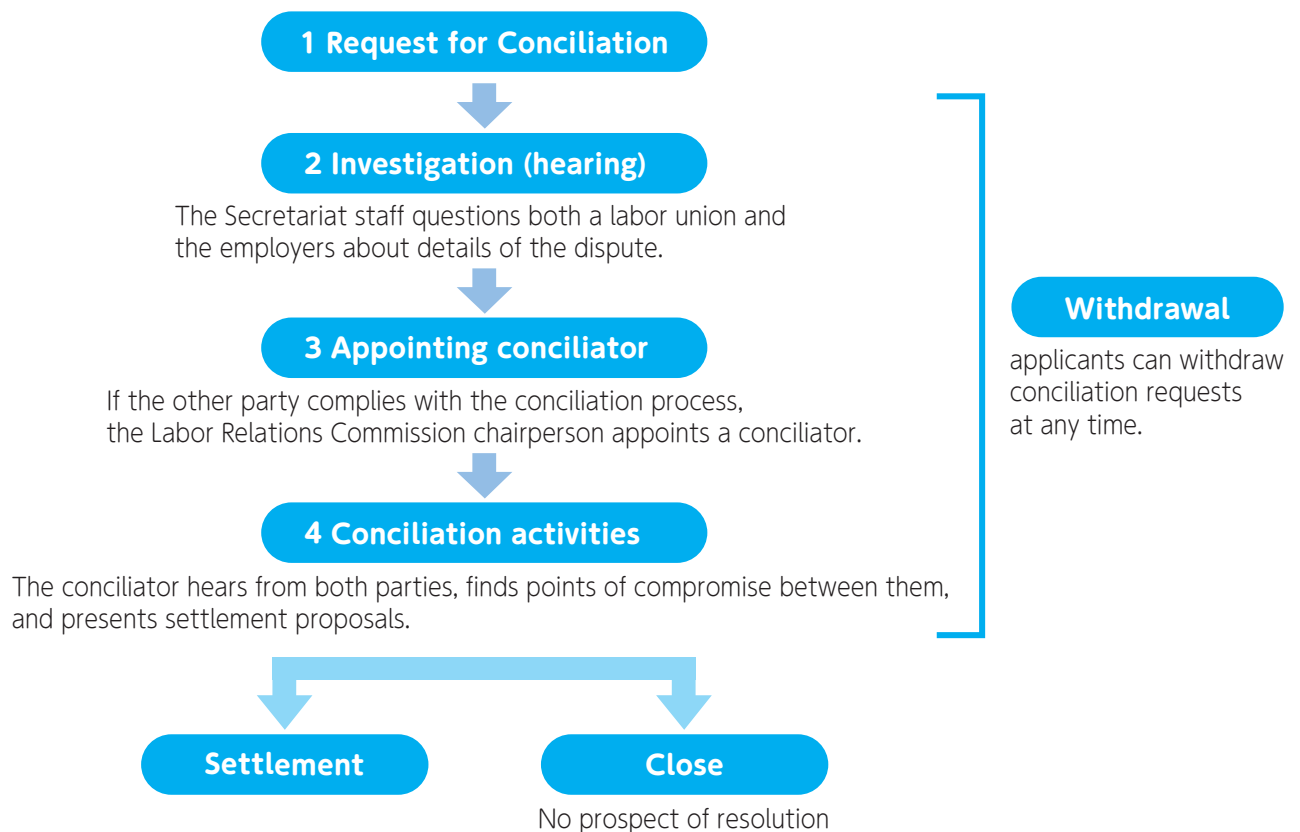 1 Request for Conciliation
2 Investigation (hearing)
The Secretariat staff questions both a labor union and
the employers about details of the dispute.
3 Appointing conciliator
If the other party complies with the conciliation process,
the Labor Relations Commission chairperson appoints a conciliator.
4 Conciliation activities
The conciliator hears from both parties, finds points of compromise between them,
and presents settlement proposals.
Withdrawal
applicants can withdraw
conciliation requests
at any time.
Settlement
Close
No prospect of resolution